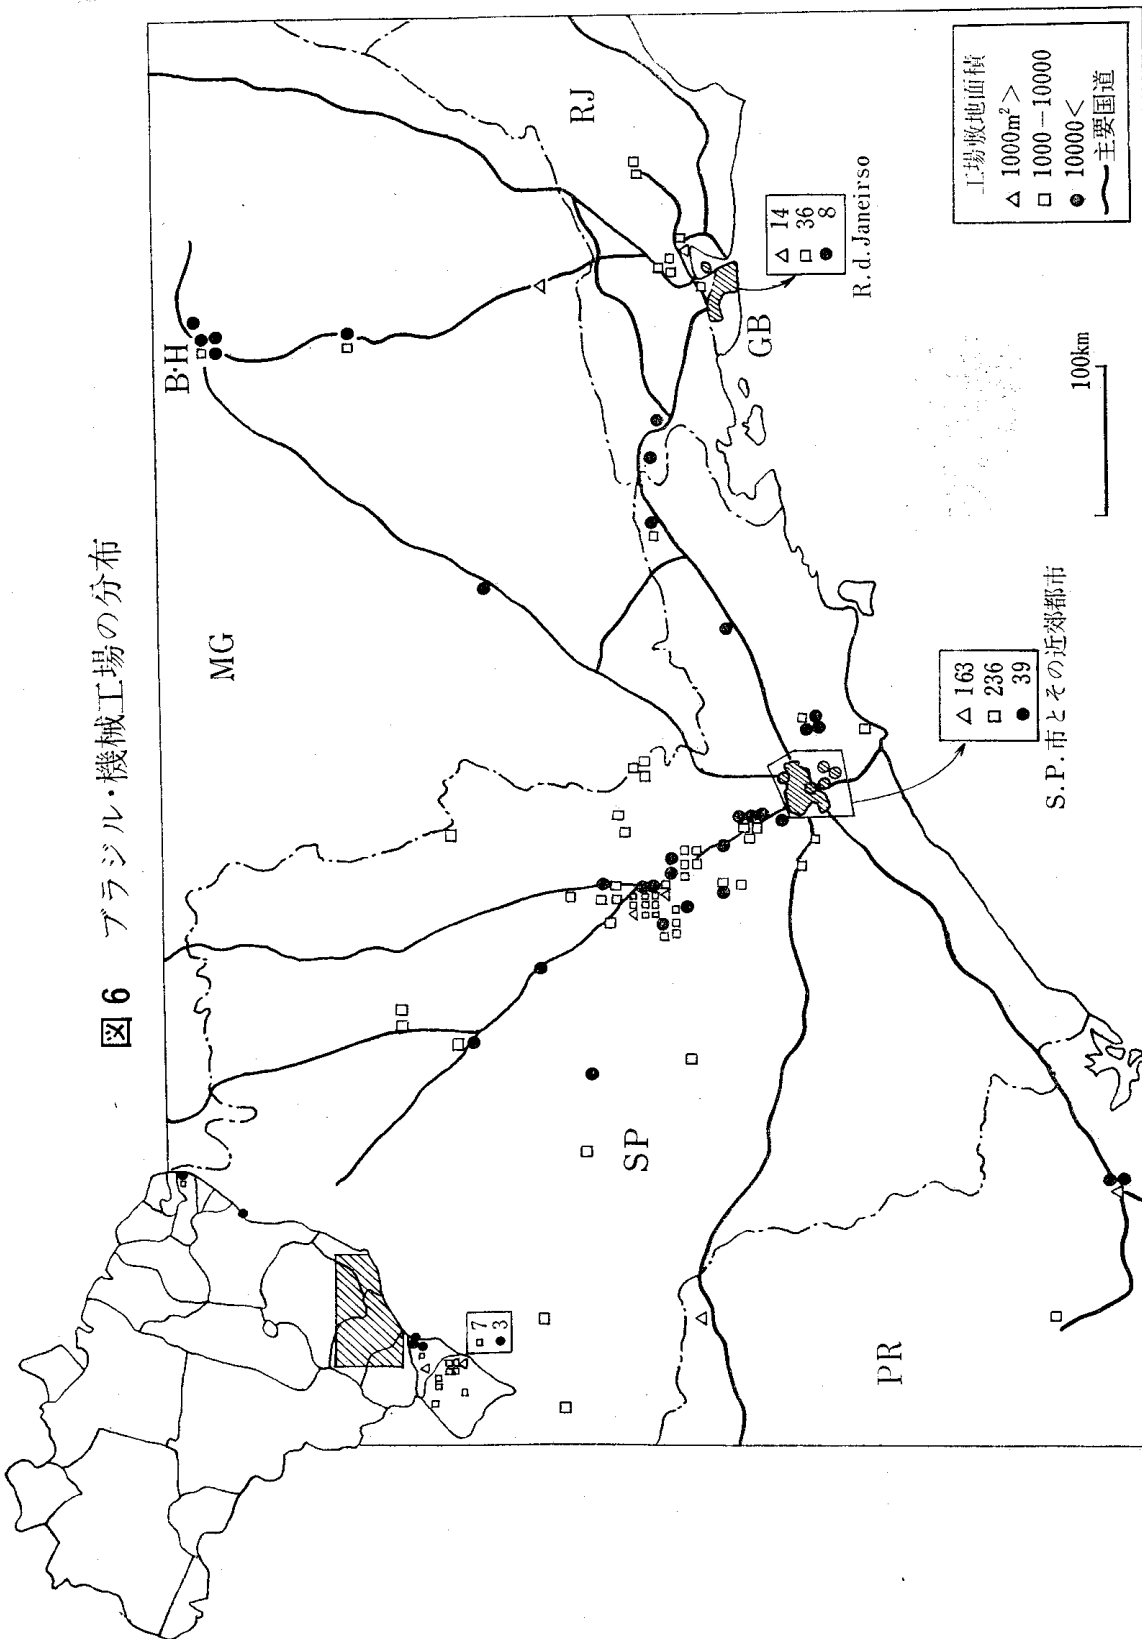 図6 ブラジル・機械工場の分布
MG
B·H
RJ
SP
GB
PR
△ 14
□ 36
● 8
R.d.Janeirso
△ 163
□ 236
● 39
S.P.市とその近郊都市
□ 7
● 3
100km
工場敷地面積
△ 1000m²>
□ 1000－10000
● 10000<
主要国道